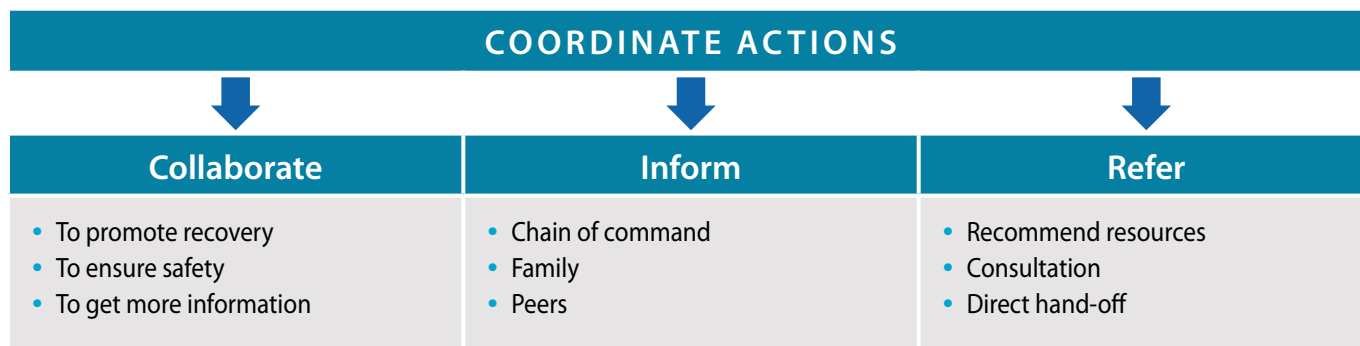 COORDINATE ACTIONS
Collaborate
• To promote recovery
• To ensure safety
• To get more information
Inform
• Chain of command
• Family
• Peers
Refer
• Recommend resources
• Consultation
• Direct hand-off